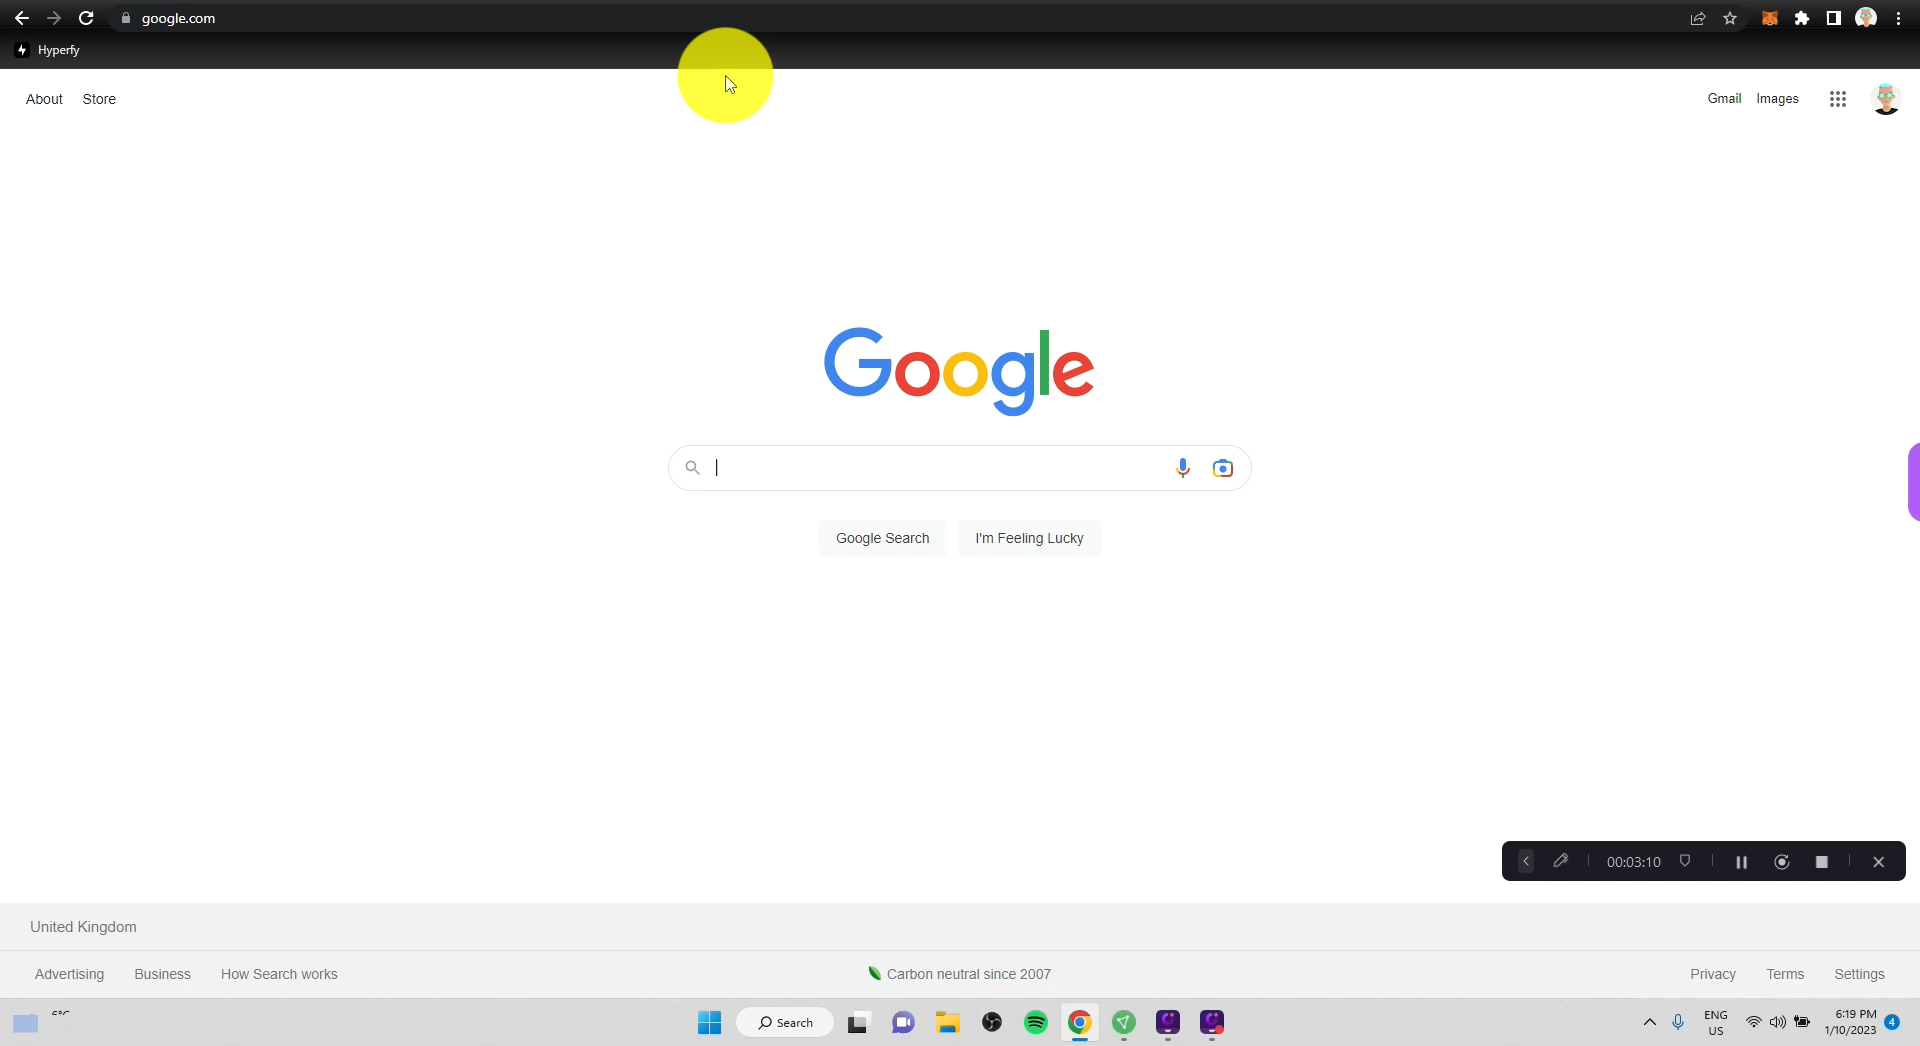 google.com
Hyperfy
About Store
Gmail Images
Google
Google Search I'm Feeling Lucky
00:03:10
United Kingdom
Advertising Business How Search works
Carbon neutral since 2007
Privacy Terms Settings
Search
ENG
US
6:19 PM
1/10/2023
4